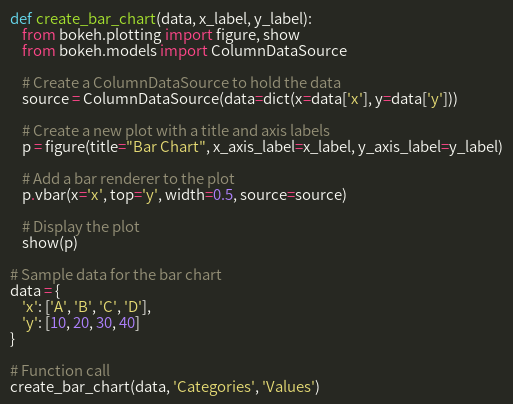 def create_bar_chart(data, x_label, y_label):
    from bokeh.plotting import figure, show
    from bokeh.models import ColumnDataSource

    # Create a ColumnDataSource to hold the data
    source = ColumnDataSource(data=dict(x=data['x'], y=data['y']))

    # Create a new plot with a title and axis labels
    p = figure(title="Bar Chart", x_axis_label=x_label, y_axis_label=y_label)

    # Add a bar renderer to the plot
    p.vbar(x='x', top='y', width=0.5, source=source)

    # Display the plot
    show(p)

# Sample data for the bar chart
data = {
    'x': ['A', 'B', 'C', 'D'],
    'y': [10, 20, 30, 40]
}

# Function call
create_bar_chart(data, 'Categories', 'Values')